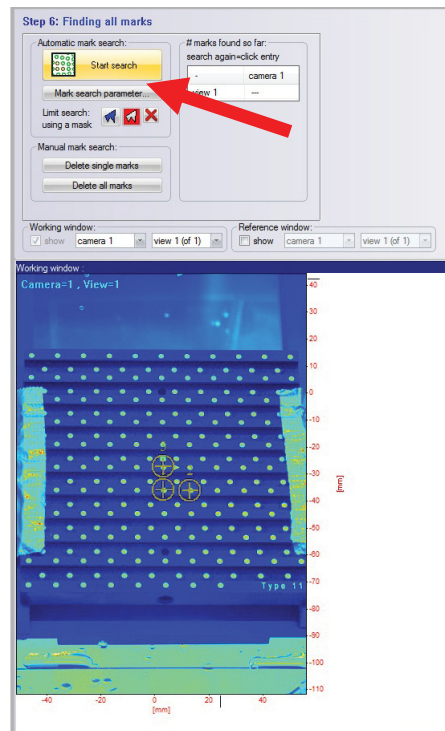 Step 6: Finding all marks
Automatic mark search:
Start search
Mark search parameter...
Limit search:
using a mask
Manual mark search:
Delete single marks
Delete all marks
# marks found so far:
search again=click entry
- camera 1
view 1 ---
Working window:
show camera 1 view 1 (of 1)
Reference window:
show camera 1 view 1 (of 1)
Working window :
Camera=1 , View=1
40
30
20
10
0
-10
-20
-30
-40
-50
-60
-70
-80
-90
-100
-110
[mm]
Type 11
-40 -20 0 20 40
[mm]